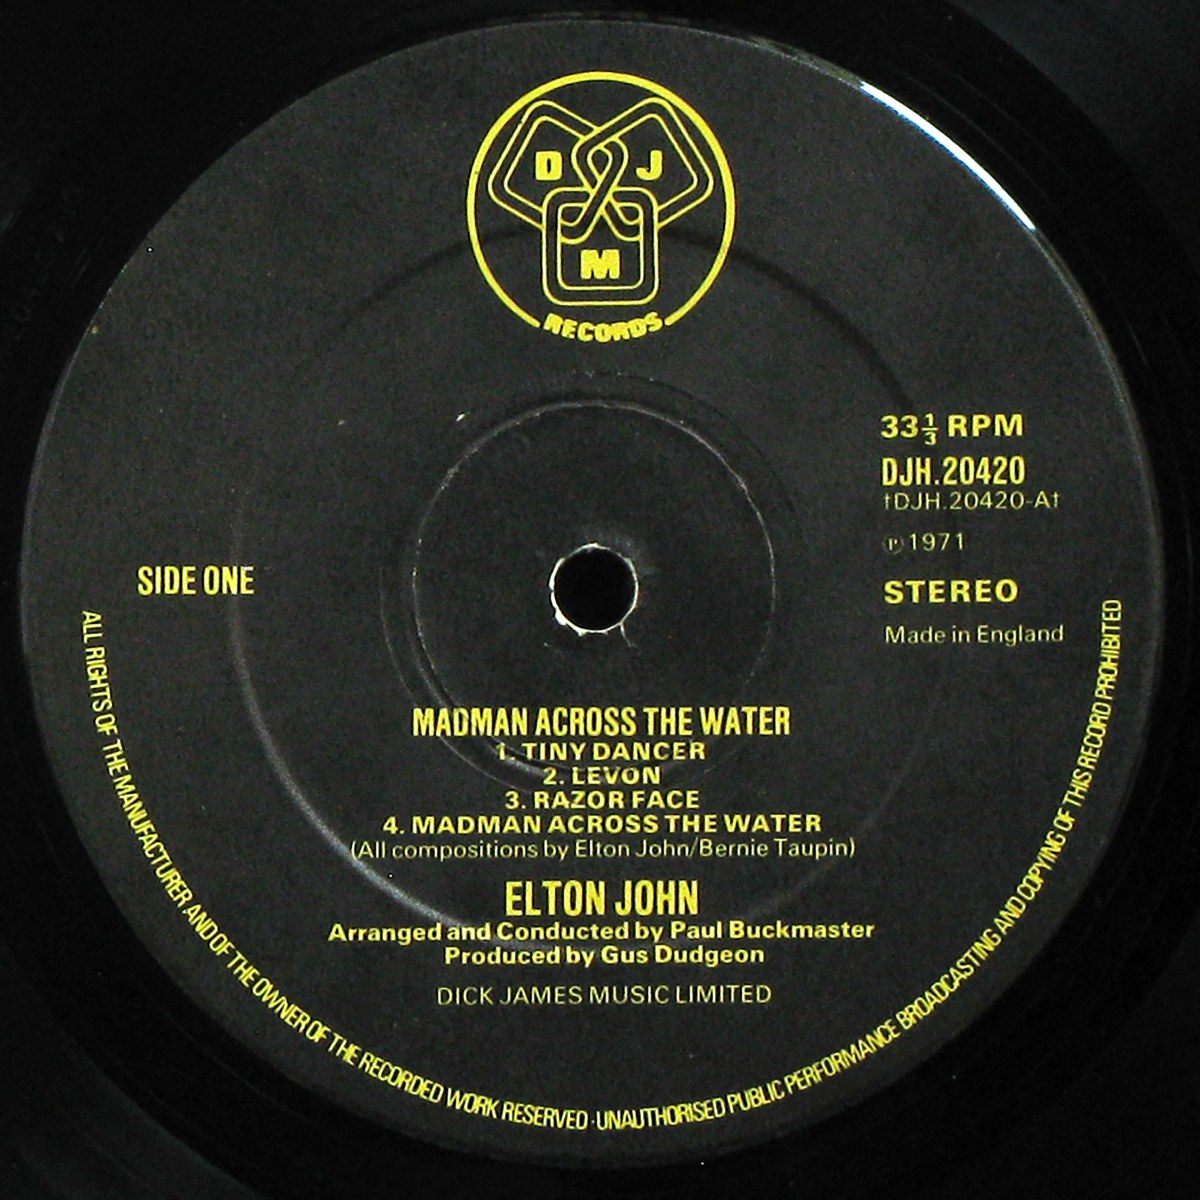 D J
M
RECORDS
33⅓ RPM
DJH.20420
†DJH.20420-A†
℗ 1971
SIDE ONE
STEREO
Made in England
MADMAN ACROSS THE WATER
1. TINY DANCER
2. LEVON
3. RAZOR FACE
4. MADMAN ACROSS THE WATER
(All compositions by Elton John/Bernie Taupin)
ELTON JOHN
Arranged and Conducted by Paul Buckmaster
Produced by Gus Dudgeon
DICK JAMES MUSIC LIMITED
ALL RIGHTS OF THE MANUFACTURER AND OF THE OWNER OF THE RECORDED WORK RESERVED · UNAUTHORISED PUBLIC PERFORMANCE BROADCASTING AND COPYING OF THIS RECORD PROHIBITED